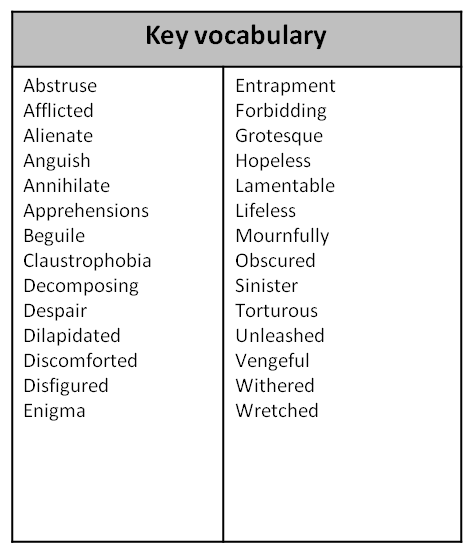 Key vocabulary
Abstruse
Afflicted
Alienate
Anguish
Annihilate
Apprehensions
Beguile
Claustrophobia
Decomposing
Despair
Dilapidated
Discomforted
Disfigured
Enigma
Entrapment
Forbidding
Grotesque
Hopeless
Lamentable
Lifeless
Mournfully
Obscured
Sinister
Torturous
Unleashed
Vengeful
Withered
Wretched